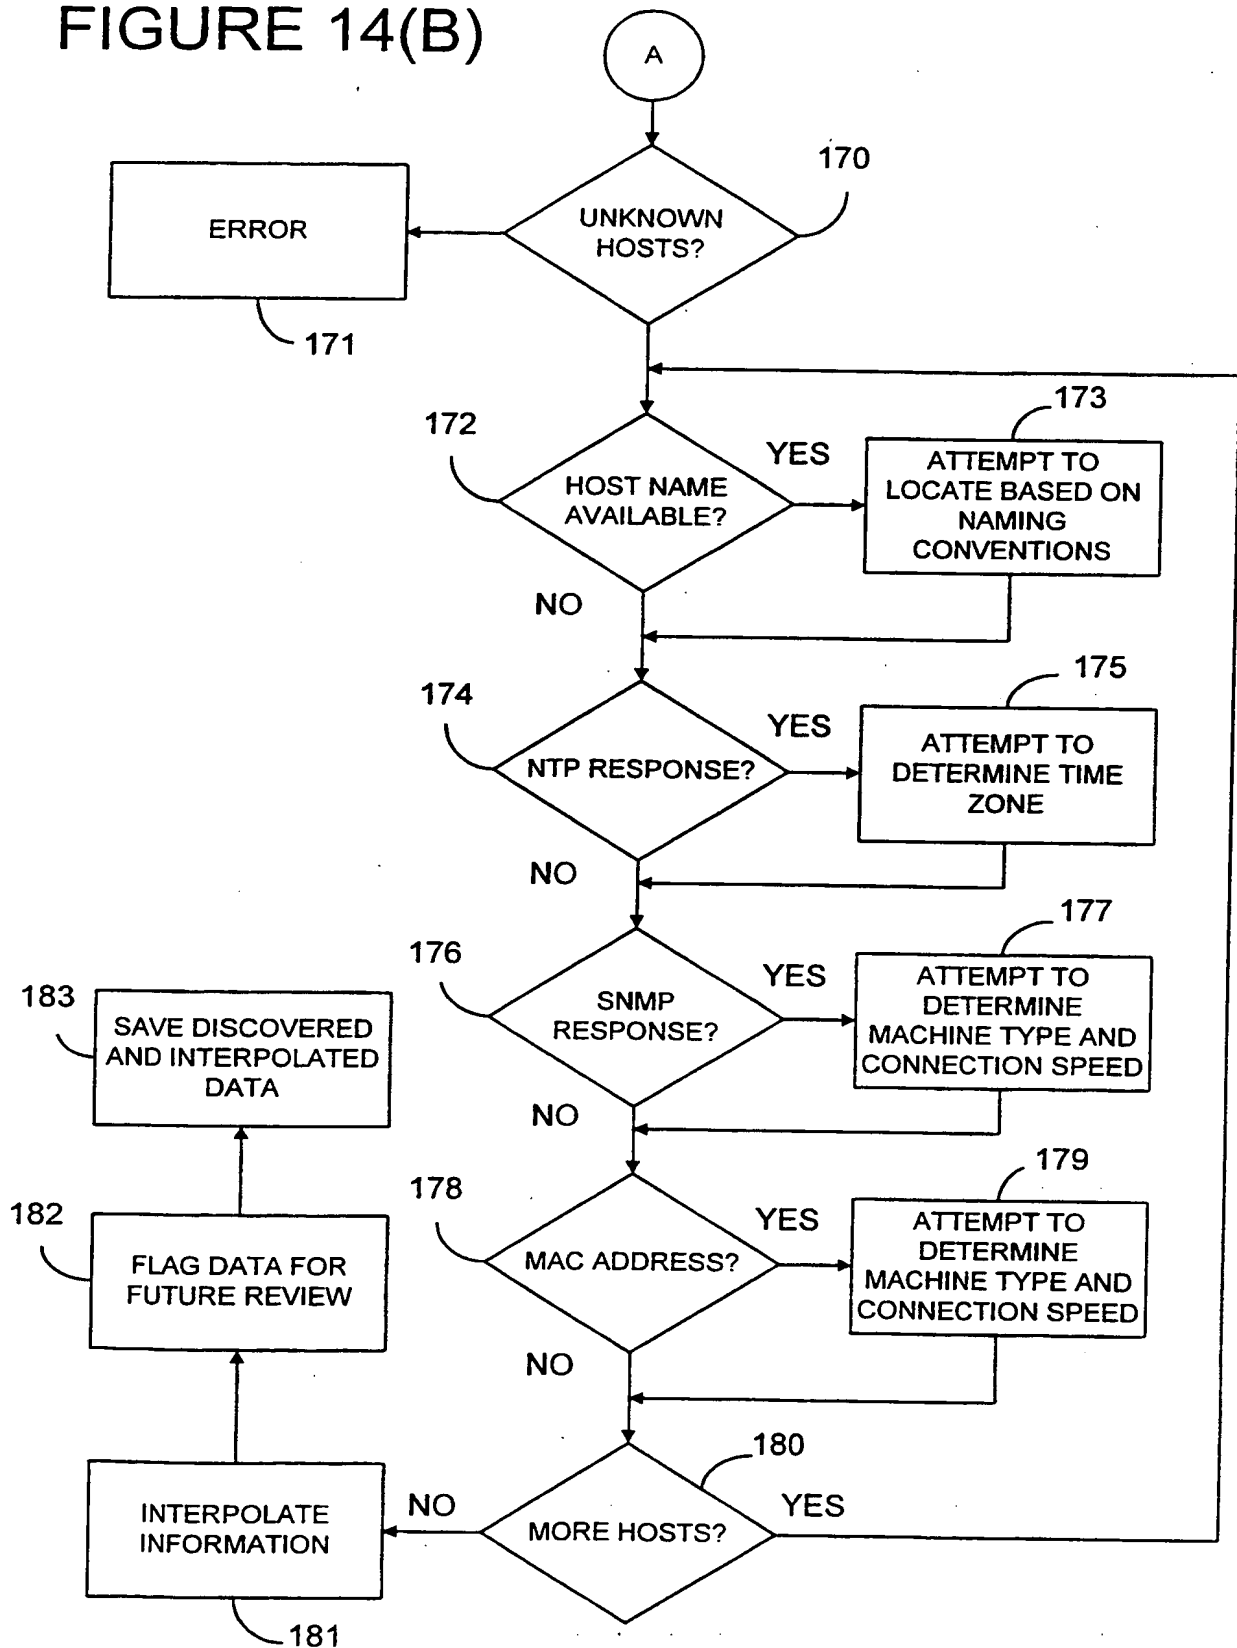 FIGURE 14(B)
A
170
UNKNOWN
HOSTS?
ERROR
171
172
HOST NAME
AVAILABLE?
YES
173
ATTEMPT TO
LOCATE BASED ON
NAMING
CONVENTIONS
NO
174
NTP RESPONSE?
YES
175
ATTEMPT TO
DETERMINE TIME
ZONE
NO
176
SNMP
RESPONSE?
YES
177
ATTEMPT TO
DETERMINE
MACHINE TYPE AND
CONNECTION SPEED
NO
178
MAC ADDRESS?
YES
179
ATTEMPT TO
DETERMINE
MACHINE TYPE AND
CONNECTION SPEED
NO
180
MORE HOSTS?
YES
NO
INTERPOLATE
INFORMATION
181
182
FLAG DATA FOR
FUTURE REVIEW
183
SAVE DISCOVERED
AND INTERPOLATED
DATA